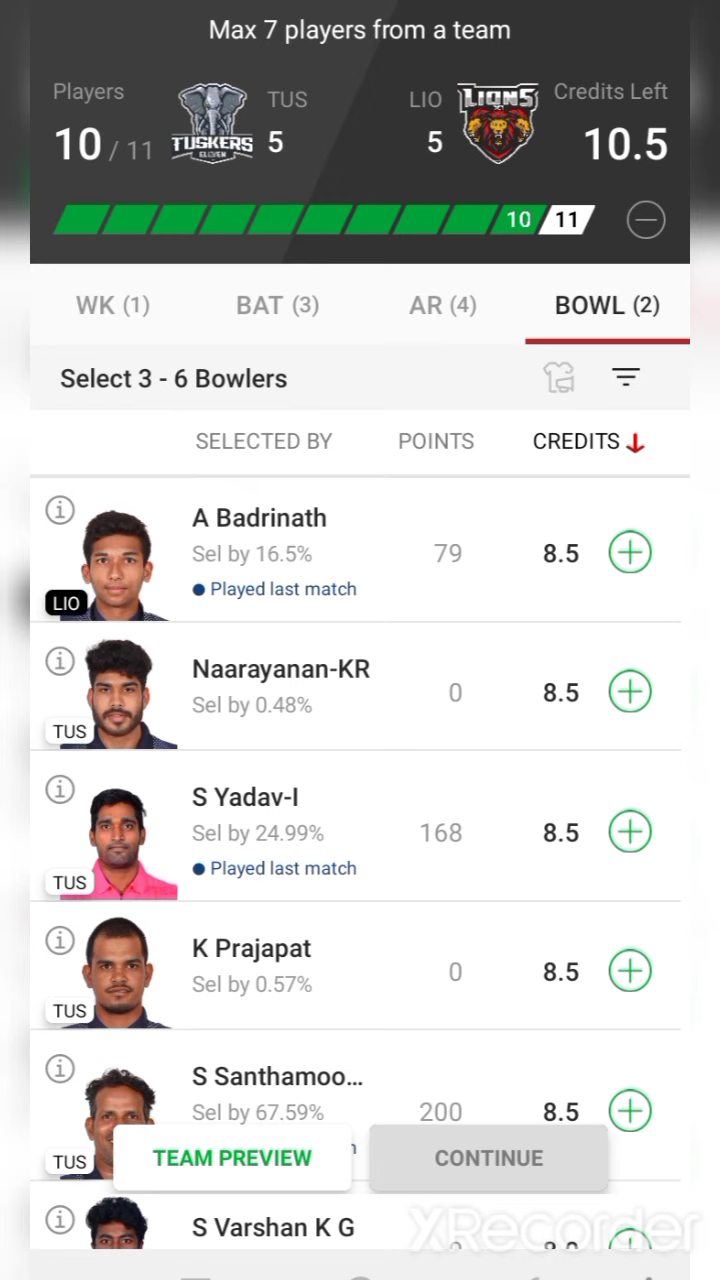 Max 7 players from a team
Players
TUS
LIO
Credits Left
10 / 11
TUSKERS
ELEVEN
5
5
LIONS
10.5
10
11
WK (1)
BAT (3)
AR (4)
BOWL (2)
Select 3 - 6 Bowlers
SELECTED BY
POINTS
CREDITS
A Badrinath
Sel by 16.5%
79
8.5
Played last match
LIO
Naarayanan-KR
Sel by 0.48%
0
8.5
TUS
S Yadav-I
Sel by 24.99%
168
8.5
Played last match
TUS
K Prajapat
Sel by 0.57%
0
8.5
TUS
S Santhamoo...
Sel by 67.59%
200
8.5
TUS
TEAM PREVIEW
CONTINUE
S Varshan K G
XRecorder